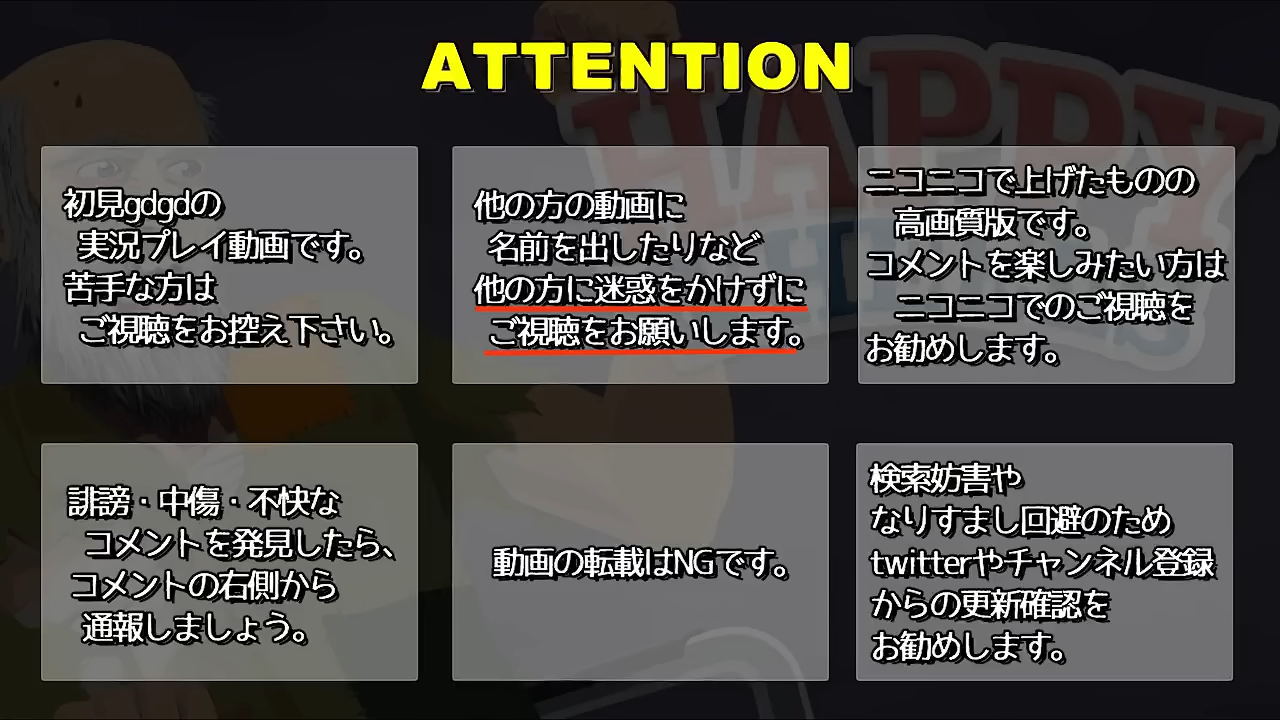 ATTENTION
初見gdgdの
実況プレイ動画です。
苦手な方は
ご視聴をお控え下さい。
他の方の動画に
名前を出したりなど
他の方に迷惑をかけずに
ご視聴をお願いします。
ニコニコで上げたものの
高画質版です。
コメントを楽しみたい方は
ニコニコでのご視聴を
お勧めします。
誹謗・中傷・不快な
コメントを発見したら、
コメントの右側から
通報しましょう。
動画の転載はNGです。
検索妨害や
なりすまし回避のため
twitterやチャンネル登録
からの更新確認を
お勧めします。
HAPPY